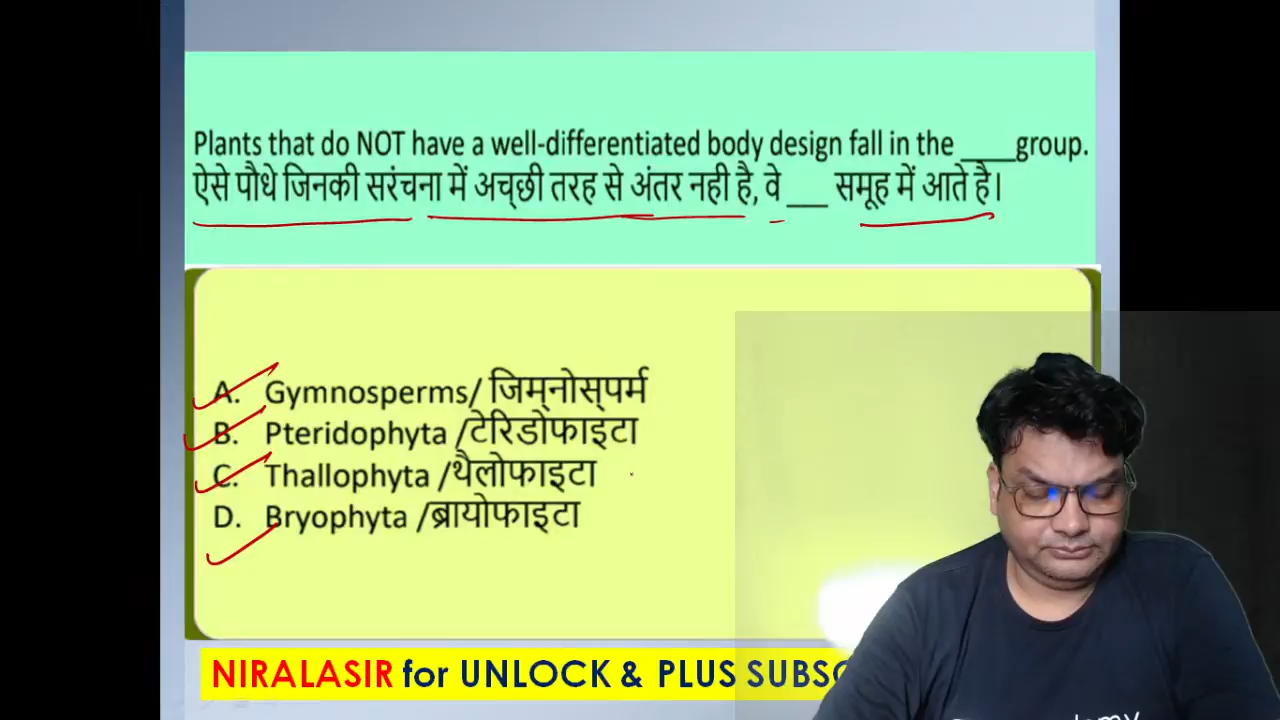 Plants that do NOT have a well-differentiated body design fall in the ____group.
ऐसे पौधे जिनकी सरंचना में अच्छी तरह से अंतर नही है, वे ___ समूह में आते है।
A. Gymnosperms/ जिम्नोस्पर्म
B. Pteridophyta /टेरिडोफाइटा
C. Thallophyta /थैलोफाइटा
D. Bryophyta /ब्रायोफाइटा
NIRALASIR for UNLOCK & PLUS